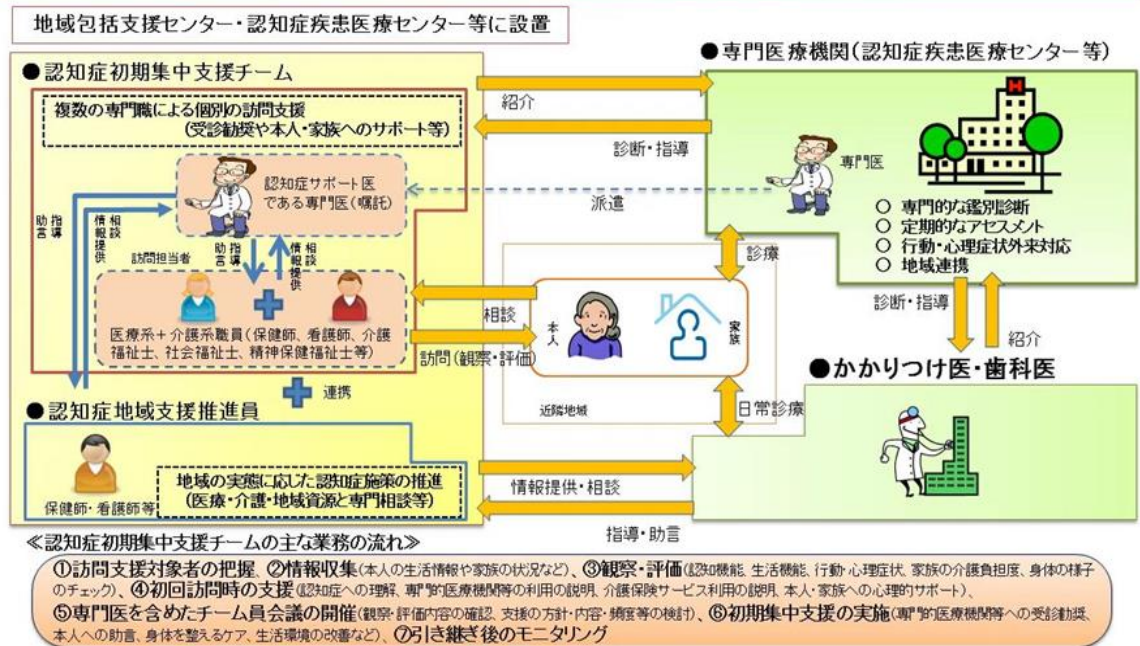 地域包括支援センター・認知症疾患医療センター等に設置
●認知症初期集中支援チーム
複数の専門職による個別の訪問支援
(受診勧奨や本人・家族へのサポート等)
認知症サポート医
である専門医(嘱託)
指導
助言
相談
情報提供
訪問担当者
指導
助言
相談
情報提供
医療系+介護系職員(保健師、看護師、介護
福祉士、社会福祉士、精神保健福祉士等)
連携
●認知症地域支援推進員
地域の実態に応じた認知症施策の推進
(医療・介護・地域資源と専門相談等)
保健師・看護師等
紹介
診断・指導
派遣
相談
訪問(観察・評価)
本人
家族
近隣地域
診療
日常診療
情報提供・相談
指導・助言
●専門医療機関(認知症疾患医療センター等)
H
専門医
○ 専門的な鑑別診断
○ 定期的なアセスメント
○ 行動・心理症状外来対応
○ 地域連携
診断・指導
紹介
●かかりつけ医・歯科医
≪認知症初期集中支援チームの主な業務の流れ≫
①訪問支援対象者の把握、②情報収集(本人の生活情報や家族の状況など)、③観察・評価(認知機能、生活機能、行動・心理症状、家族の介護負担度、身体の様子
のチェック)、④初回訪問時の支援(認知症への理解、専門的医療機関等の利用の説明、介護保険サービス利用の説明、本人・家族への心理的サポート)、
⑤専門医を含めたチーム員会議の開催(観察・評価内容の確認、支援の方針・内容・頻度等の検討)、⑥初期集中支援の実施(専門的医療機関等への受診勧奨、
本人への助言、身体を整えるケア、生活環境の改善など)、⑦引き継ぎ後のモニタリング